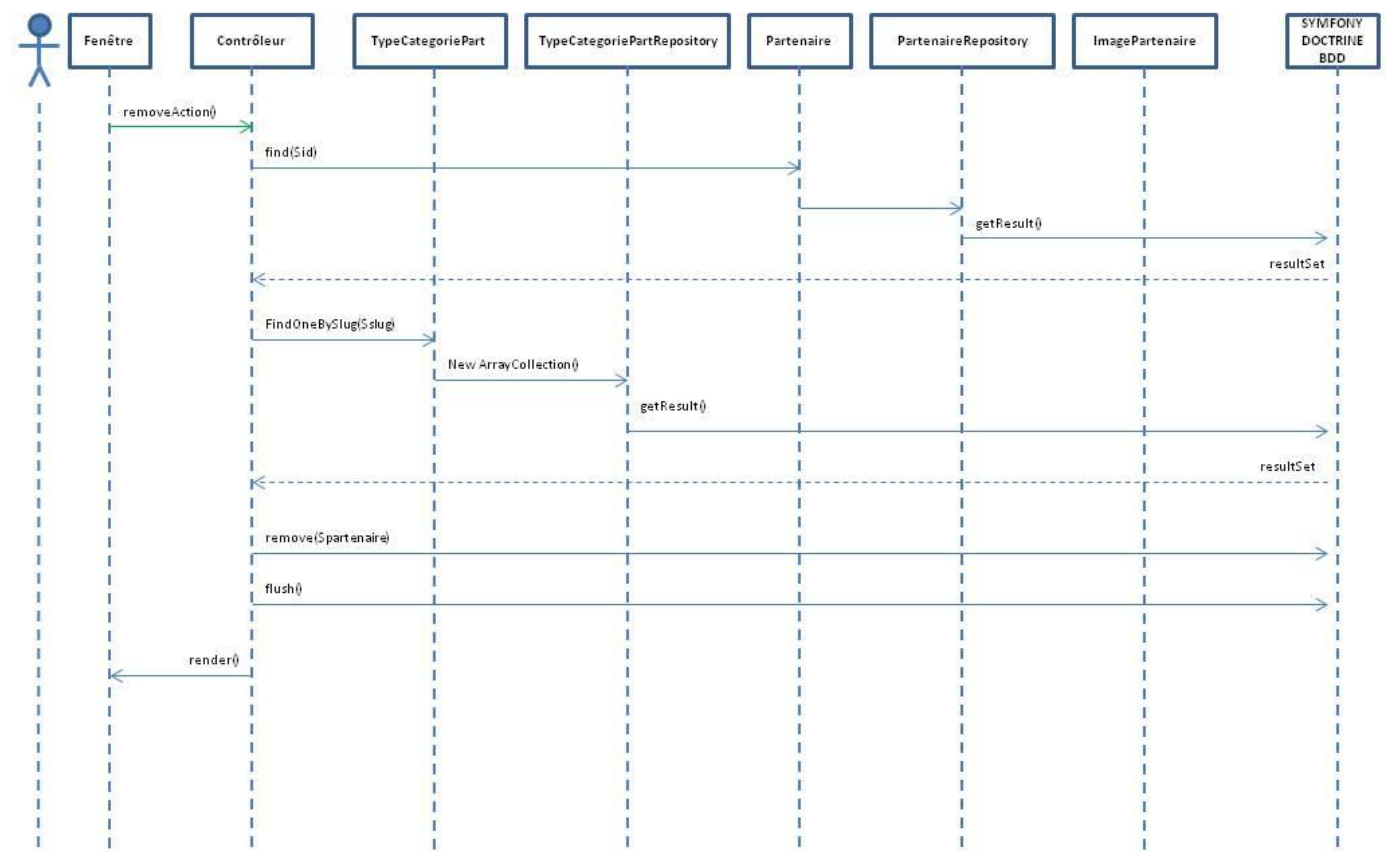 Fenêtre
Contrôleur
TypeCategoriePart
TypeCategoriePartRepository
Partenaire
PartenaireRepository
ImagePartenaire
SYMFONY
DOCTRINE
BDD
removeAction()
find($id)
getResult()
resultSet
FindOneBySlug($slug)
New ArrayCollection()
getResult()
resultSet
remove($partenaire)
flush()
render()